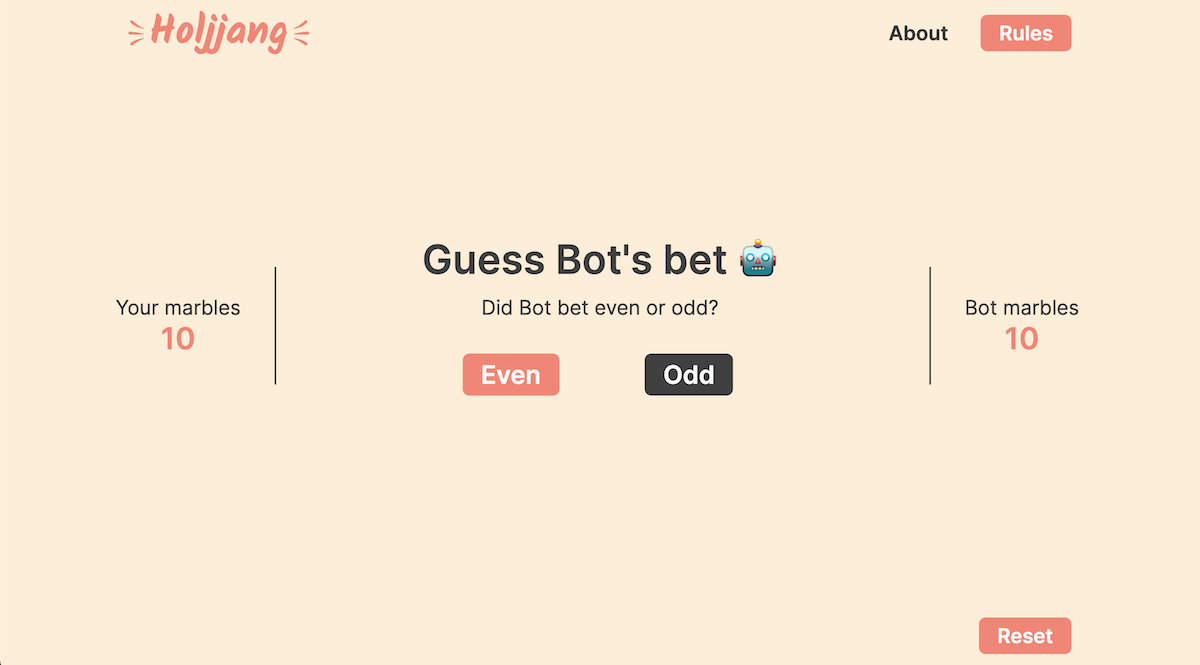 Holjjang
About
Rules
Guess Bot's bet 🤖
Did Bot bet even or odd?
Your marbles
10
Even
Odd
Bot marbles
10
Reset